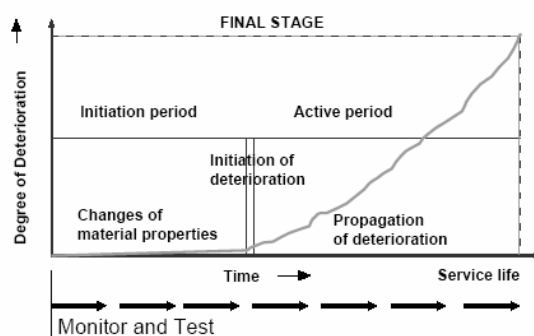 FINAL STAGE
Degree of Deterioration
Initiation period
Active period
Initiation of
deterioration
Changes of
material properties
Propagation
of deterioration
Time
Service life
Monitor and Test